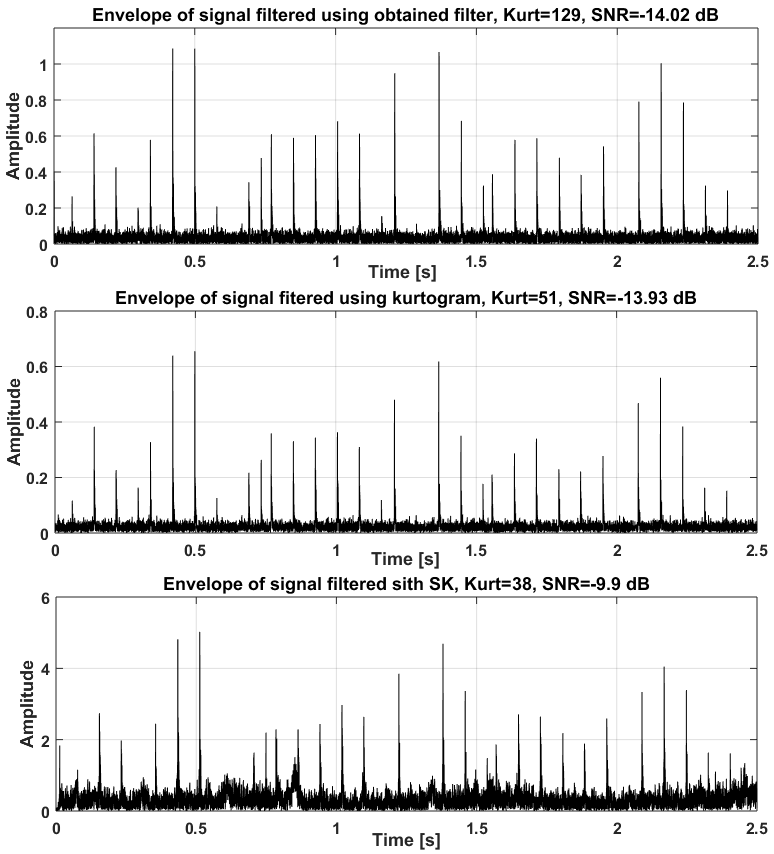 Envelope of signal filtered using obtained filter, Kurt=129, SNR=-14.02 dB
Amplitude
1
0.8
0.6
0.4
0.2
0
0 0.5 1 1.5 2 2.5
Time [s]
Envelope of signal fitered using kurtogram, Kurt=51, SNR=-13.93 dB
Amplitude
0.8
0.6
0.4
0.2
0
0 0.5 1 1.5 2 2.5
Time [s]
Envelope of signal filtered sith SK, Kurt=38, SNR=-9.9 dB
Amplitude
6
4
2
0
0 0.5 1 1.5 2 2.5
Time [s]